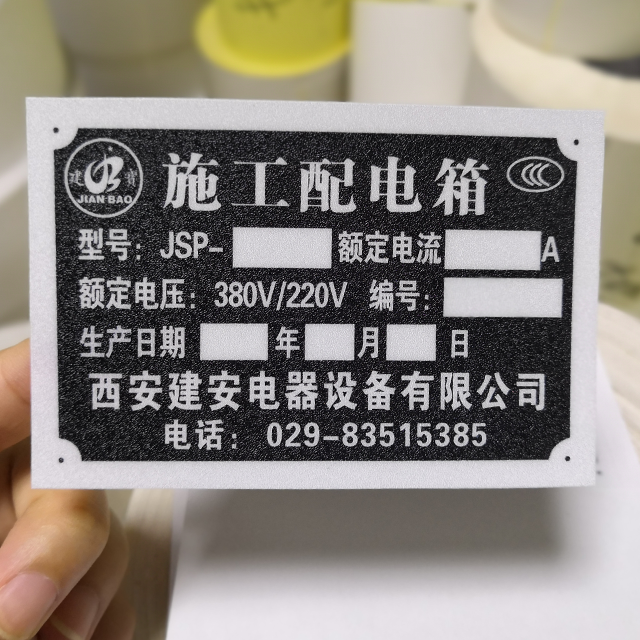 建 寶 施工配电箱 CCC
JIAN BAO
型号：JSP- 额定电流 A
额定电压：380V/220V 编号：
生产日期 年 月 日
西安建安电器设备有限公司
电话：029-83515385